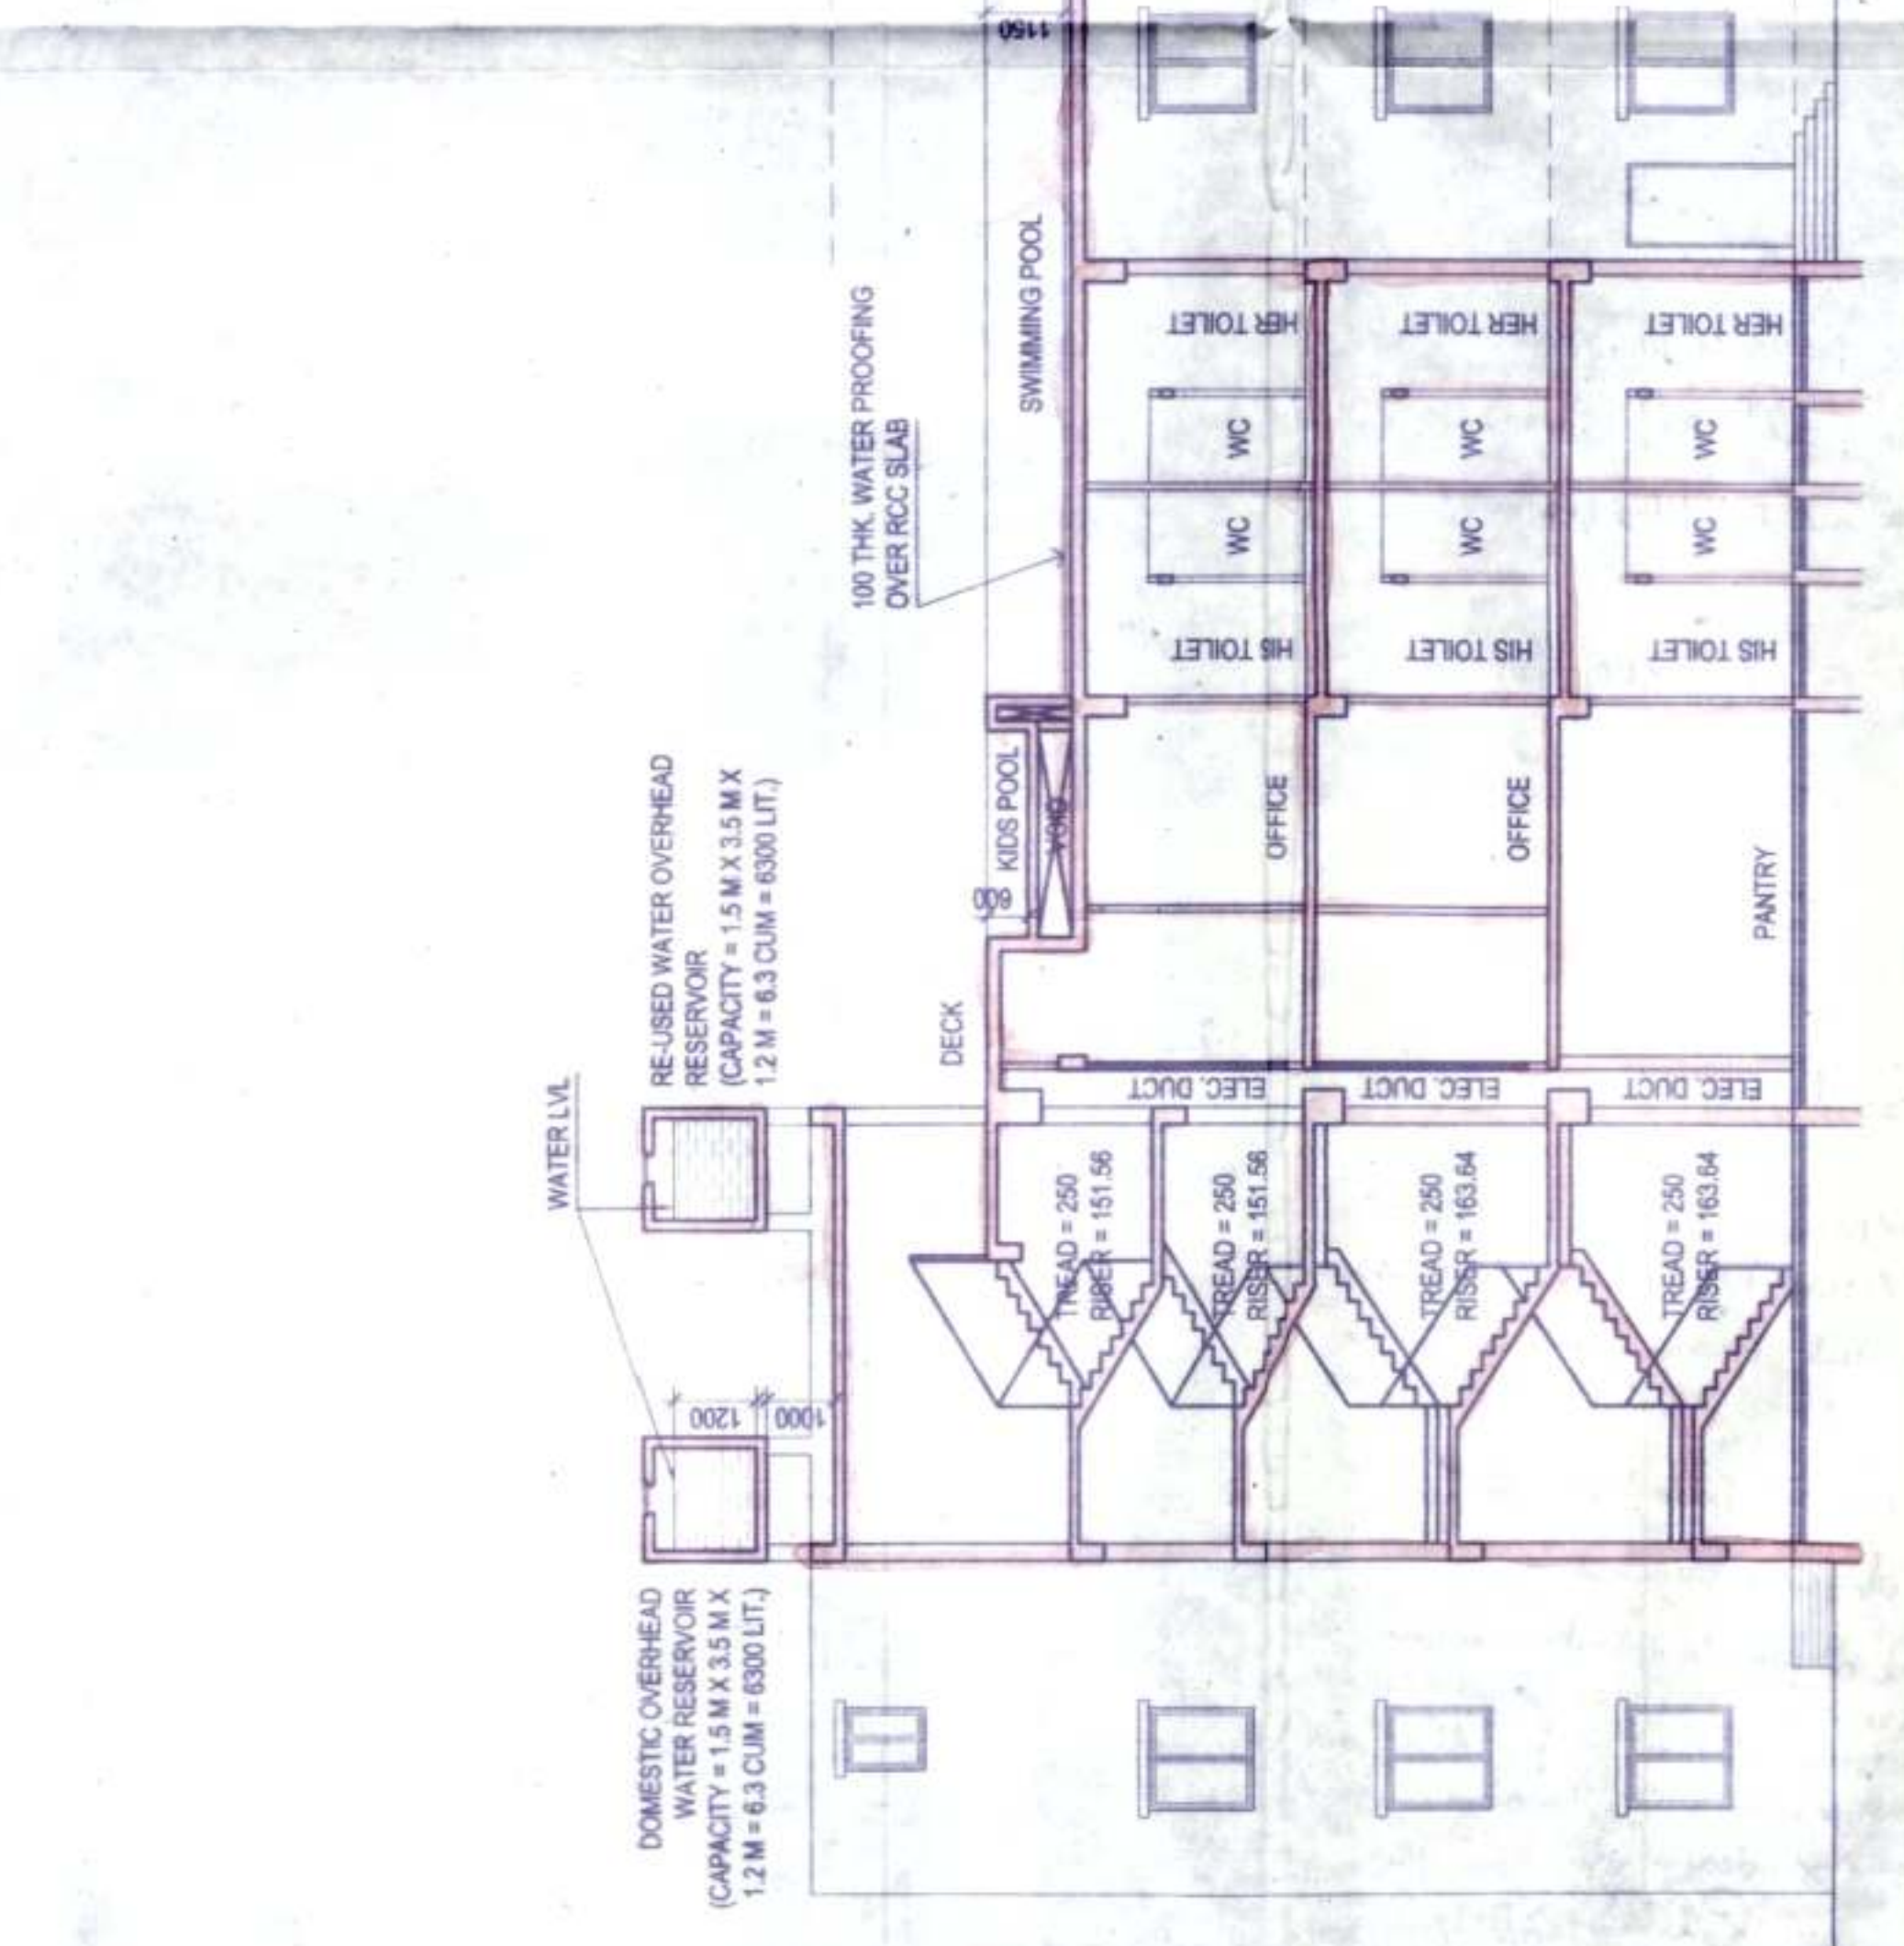 DOMESTIC OVERHEAD
WATER RESERVOIR
(CAPACITY = 1.5 M X 3.5 M X
1.2 M = 6.3 CUM = 6300 LIT.)
WATER LVL
RE-USED WATER OVERHEAD
RESERVOIR
(CAPACITY = 1.5 M X 3.5 M X
1.2 M = 6.3 CUM = 6300 LIT.)
1200
1000
100 THK. WATER PROOFING
OVER RCC SLAB
DECK
KIDS POOL
600
VOID
SWIMMING POOL
1150
TREAD = 250
RISER = 151.56
ELEC. DUCT
OFFICE
HIS TOILET
WC
WC
HER TOILET
TREAD = 250
RISER = 151.56
TREAD = 250
RISER = 163.64
ELEC. DUCT
OFFICE
HIS TOILET
WC
WC
HER TOILET
TREAD = 250
RISER = 163.64
ELEC. DUCT
PANTRY
HIS TOILET
WC
WC
HER TOILET